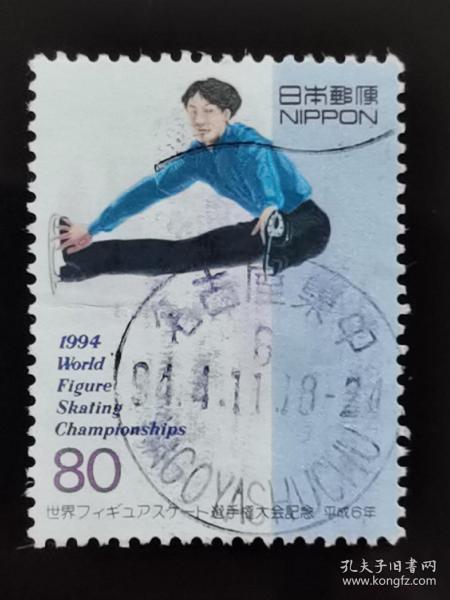 日本郵便
NIPPON
1994
World
Figure
Skating
Championships
80
世界フィギュアスケート選手権大会記念 平成6年
名古屋集中
6
94.4.11.18-24
NAGOYASHUCHU
孔夫子旧书网
www.kongfz.com